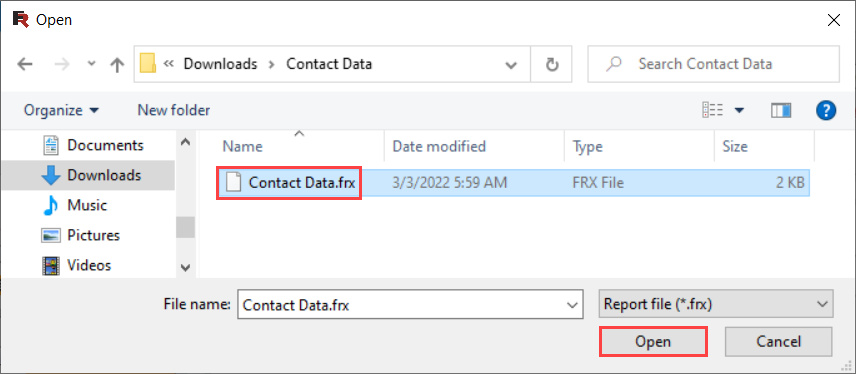 Open
« Downloads > Contact Data
Search Contact Data
Organize
New folder
Name
Date modified
Type
Size
Documents
Downloads
Music
Pictures
Videos
Contact Data.frx
3/3/2022 5:59 AM
FRX File
2 KB
File name:
Contact Data.frx
Report file (*.frx)
Open
Cancel